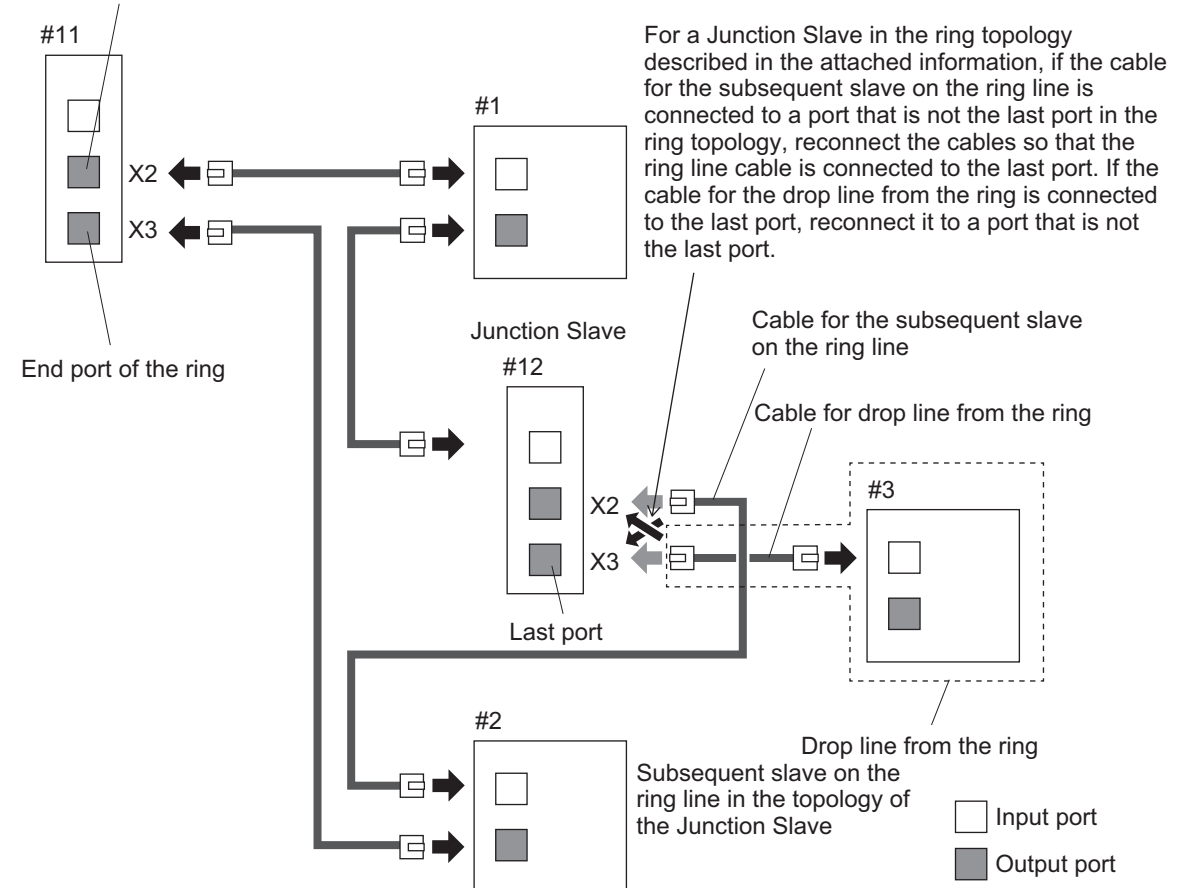 #11
For a Junction Slave in the ring topology
described in the attached information, if the cable
for the subsequent slave on the ring line is
connected to a port that is not the last port in the
ring topology, reconnect the cables so that the
ring line cable is connected to the last port. If the
cable for the drop line from the ring is connected
to the last port, reconnect it to a port that is not
the last port.
#1
X2
X3
End port of the ring
Junction Slave
#12
Cable for the subsequent slave
on the ring line
Cable for drop line from the ring
#3
X2
X3
Last port
#2
Drop line from the ring
Subsequent slave on the
ring line in the topology of
the Junction Slave
Input port
Output port